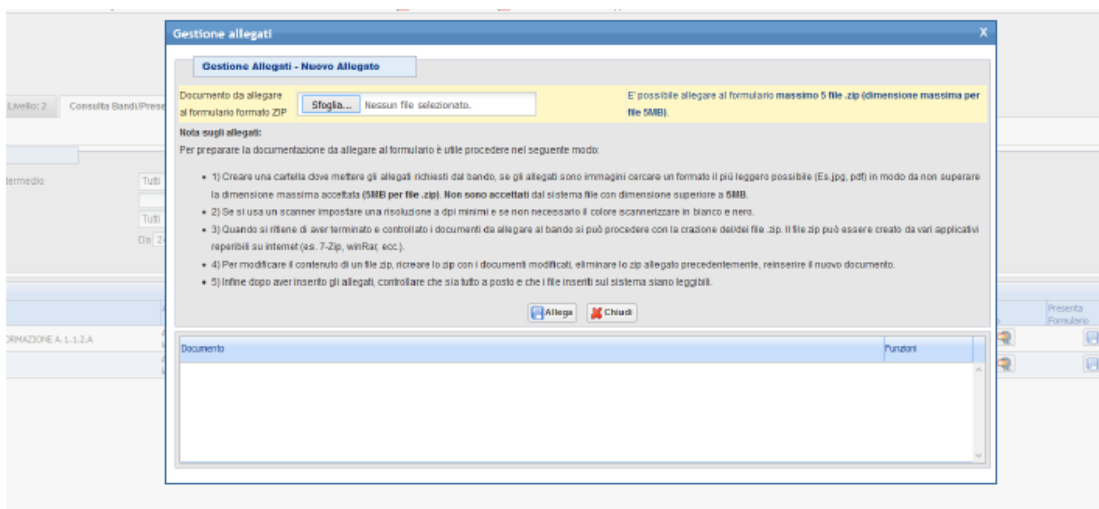 Gestione allegati
X
Gestione Allegati - Nuovo Allegato
Documento da allegare
al formulario formato ZIP
Sfoglia... Nessun file selezionato.
E' possibile allegare al formulario massimo 5 file .zip (dimensione massima per
file 5MB).
Livello: 2 Consulta Bandi/Prese
Nota sugli allegati:
Per preparare la documentazione da allegare al formulario è utile procedere nel seguente modo:
termedio Tutti
• 1) Creare una cartella dove mettere gli allegati richiesti dal bando, se gli allegati sono immagini cercare un formato il più leggero possibile (Es.jpg, pdf) in modo da non superare
la dimensione massima accettata (5MB per file .zip). Non sono accettati dal sistema file con dimensione superiore a 5MB.
• 2) Se si usa un scanner impostare una risoluzione a dpi minimi e se non necessario il colore scannerizzare in bianco e nero.
Tutti
• 3) Quando si ritiene di aver terminato e controllato i documenti da allegare al bando si può procedere con la crazione del/dei file .zip. Il file zip può essere creato da vari applicativi
reperibili su internet (es. 7-Zip, winRar, ecc.).
Da 24
• 4) Per modificare il contenuto di un file zip, ricreare lo zip con i documenti modificati, eliminare lo zip allegato precedentemente, reinserire il nuovo documento.
• 5) Infine dopo aver inserito gli allegati, controllare che sia tutto a posto e che i file inseriti sul sistema siano leggibili.
Allega Chiudi
Presenta
Formulario
ORMAZIONE A. 1.1.2.A
Documento Funzioni